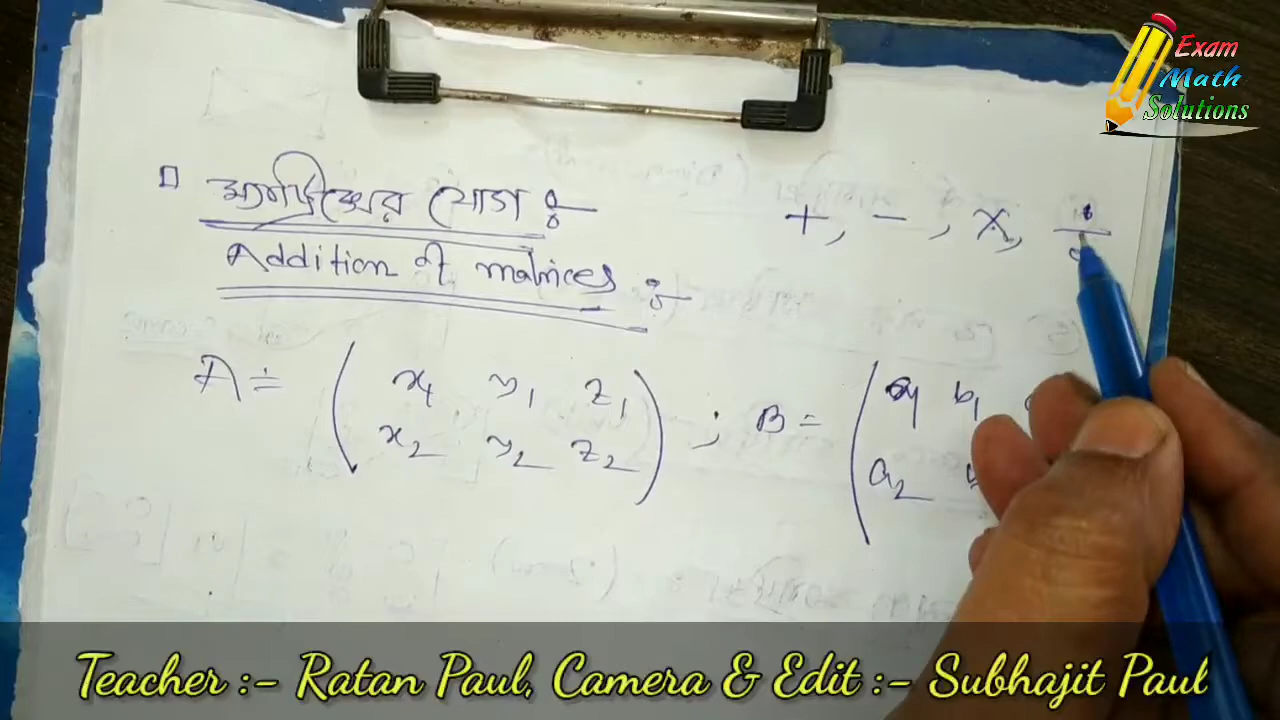 Exam
Math
Solutions
ম্যাট্রিক্সের যোগ :-
+, -, ×, ÷
Addition of matrices :-
A = ( x₁ y₁ z₁
x₂ y₂ z₂ ) ; B = ( a₁ b₁
a₂
Teacher :- Ratan Paul, Camera & Edit :- Subhajit Paul